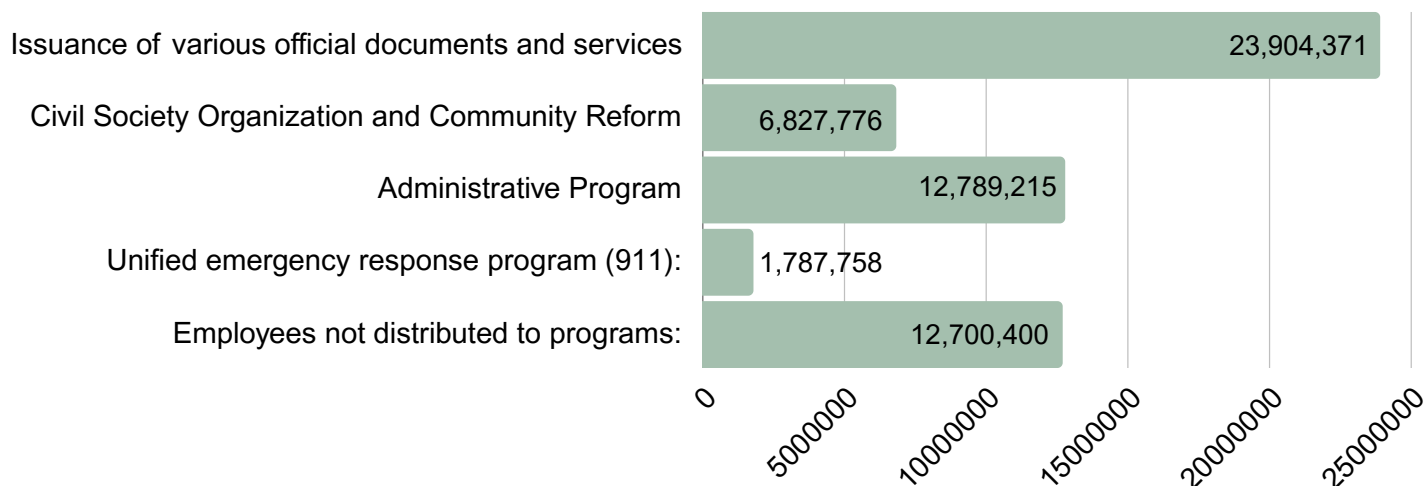 Issuance of various official documents and services
23,904,371
Civil Society Organization and Community Reform
6,827,776
Administrative Program
12,789,215
Unified emergency response program (911):
1,787,758
Employees not distributed to programs:
12,700,400
0
5000000
10000000
15000000
20000000
25000000